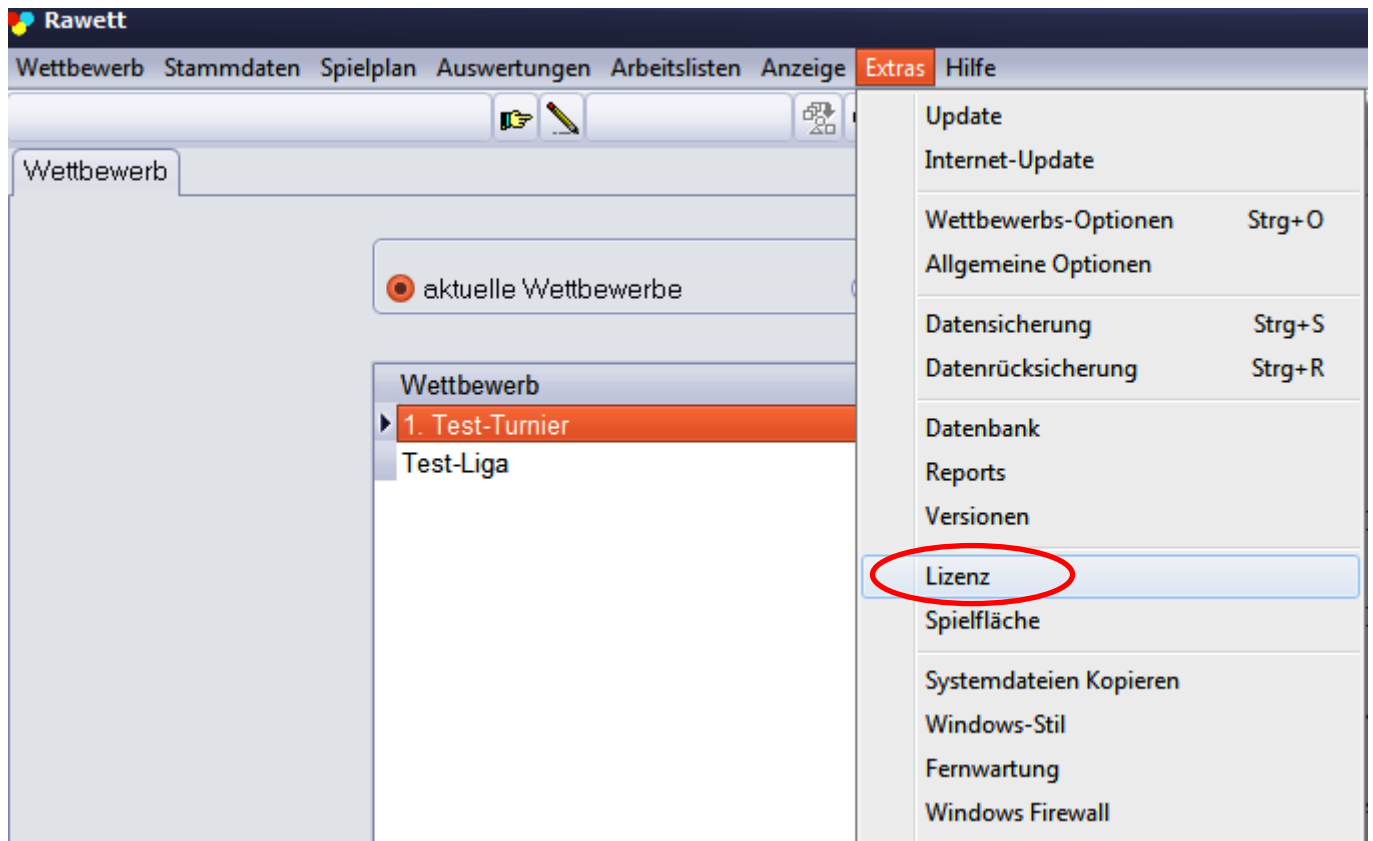 Rawett
Wettbewerb Stammdaten Spielplan Auswertungen Arbeitslisten Anzeige Extras Hilfe
Wettbewerb
aktuelle Wettbewerbe
Wettbewerb
1. Test-Turnier
Test-Liga
Update
Internet-Update
Wettbewerbs-Optionen Strg+O
Allgemeine Optionen
Datensicherung Strg+S
Datenrücksicherung Strg+R
Datenbank
Reports
Versionen
Lizenz
Spielfläche
Systemdateien Kopieren
Windows-Stil
Fernwartung
Windows Firewall